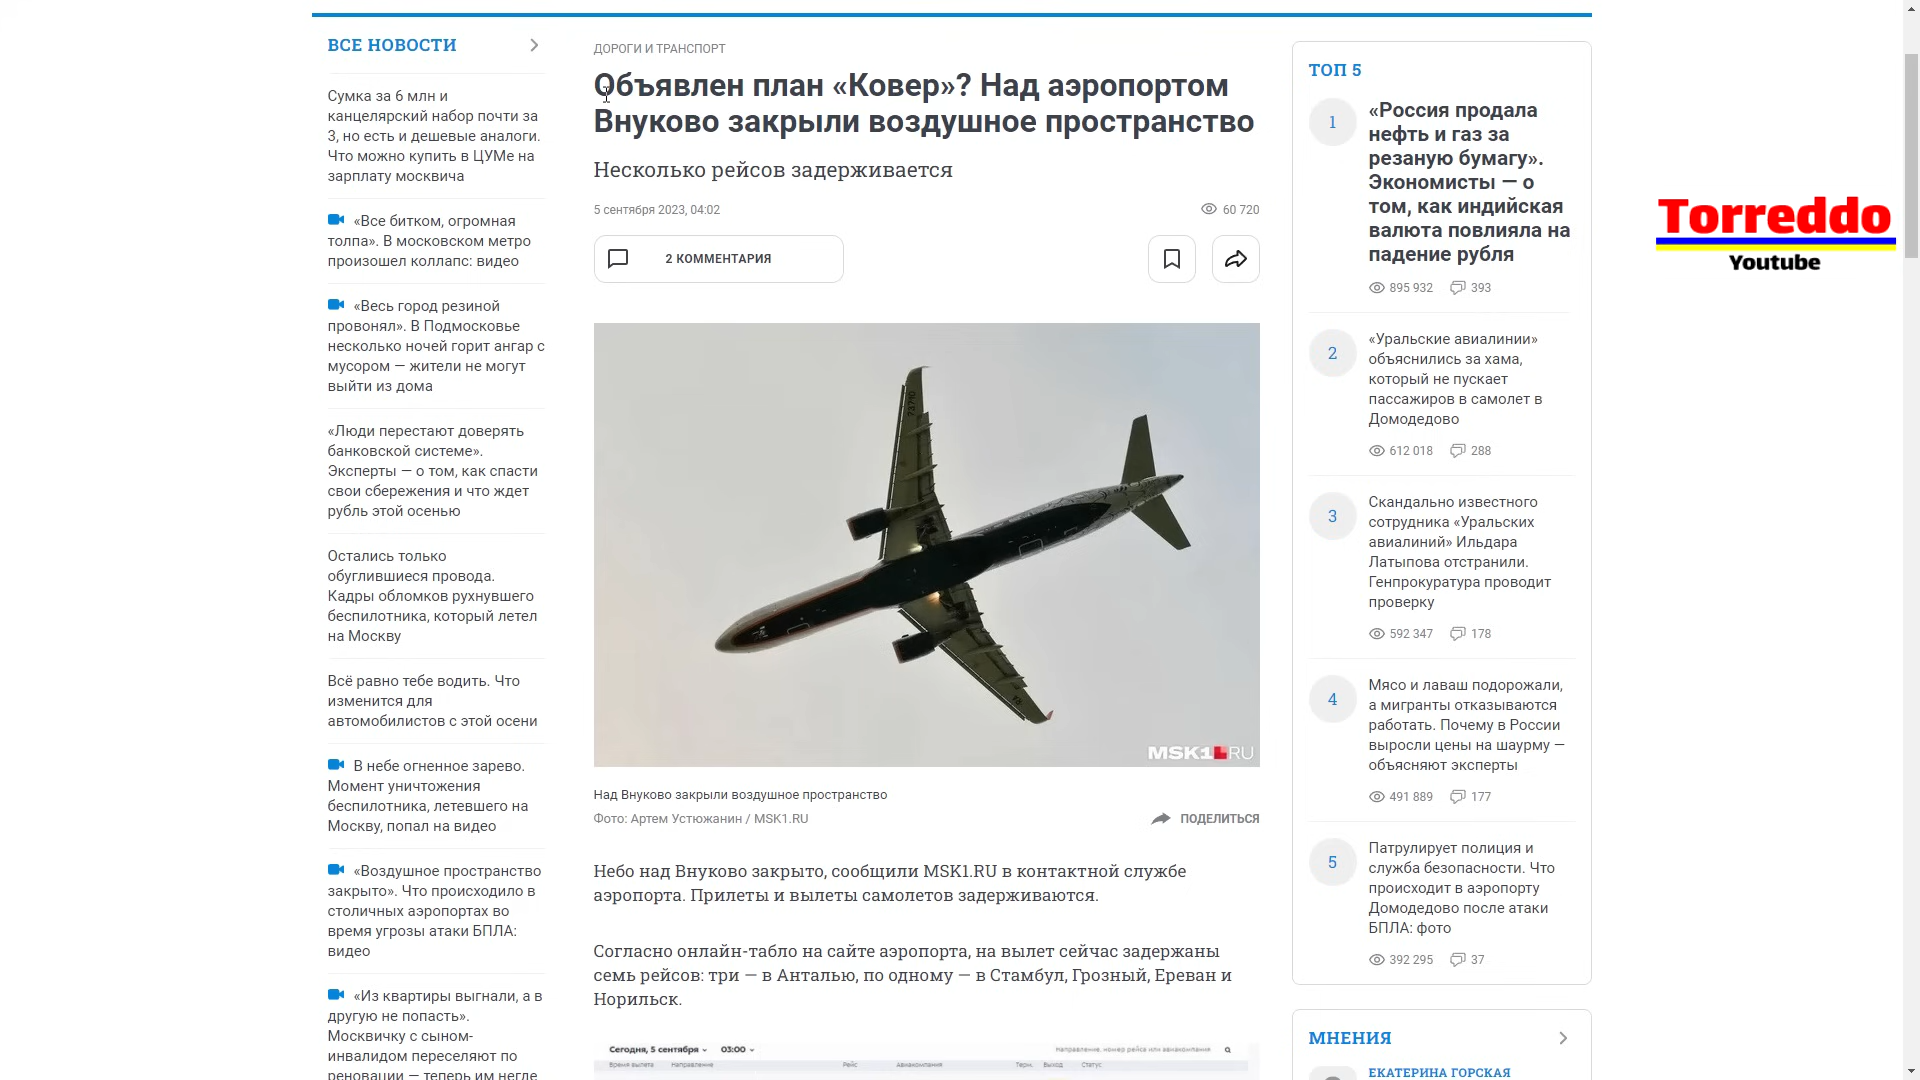 ВСЕ НОВОСТИ
Сумка за 6 млн и
канцелярский набор почти за
3, но есть и дешевые аналоги.
Что можно купить в ЦУМе на
зарплату москвича
«Все битком, огромная
толпа». В московском метро
произошел коллапс: видео
«Весь город резиной
провонял». В Подмосковье
несколько ночей горит ангар с
мусором — жители не могут
выйти из дома
«Люди перестают доверять
банковской системе».
Эксперты — о том, как спасти
свои сбережения и что ждет
рубль этой осенью
Остались только
обуглившиеся провода.
Кадры обломков рухнувшего
беспилотника, который летел
на Москву
Всё равно тебе водить. Что
изменится для
автомобилистов с этой осени
В небе огненное зарево.
Момент уничтожения
беспилотника, летевшего на
Москву, попал на видео
«Воздушное пространство
закрыто». Что происходило в
столичных аэропортах во
время угрозы атаки БПЛА:
видео
«Из квартиры выгнали, а в
другую не попасть».
Москвичку с сыном-
инвалидом переселяют по
реновации — теперь им негде
ДОРОГИ И ТРАНСПОРТ
Объявлен план «Ковер»? Над аэропортом
Внуково закрыли воздушное пространство
Несколько рейсов задерживается
5 сентября 2023, 04:02
60 720
2 КОММЕНТАРИЯ
MSK1.RU
Над Внуково закрыли воздушное пространство
Фото: Артем Устюжанин / MSK1.RU
ПОДЕЛИТЬСЯ
Небо над Внуково закрыто, сообщили MSK1.RU в контактной службе
аэропорта. Прилеты и вылеты самолетов задерживаются.
Согласно онлайн-табло на сайте аэропорта, на вылет сейчас задержаны
семь рейсов: три — в Анталью, по одному — в Стамбул, Грозный, Ереван и
Норильск.
Сегодня, 5 сентября 03:00 Направление, номер рейса или авиакомпания
Время вылета Направление Рейс Авиакомпания Терм. Выход Статус
ТОП 5
1
«Россия продала
нефть и газ за
резаную бумагу».
Экономисты — о
том, как индийская
валюта повлияла на
падение рубля
895 932 393
2
«Уральские авиалинии»
объяснились за хама,
который не пускает
пассажиров в самолет в
Домодедово
612 018 288
3
Скандально известного
сотрудника «Уральских
авиалиний» Ильдара
Латыпова отстранили.
Генпрокуратура проводит
проверку
592 347 178
4
Мясо и лаваш подорожали,
а мигранты отказываются
работать. Почему в России
выросли цены на шаурму —
объясняют эксперты
491 889 177
5
Патрулирует полиция и
служба безопасности. Что
происходит в аэропорту
Домодедово после атаки
БПЛА: фото
392 295 37
МНЕНИЯ
ЕКАТЕРИНА ГОРСКАЯ
Torreddo
Youtube